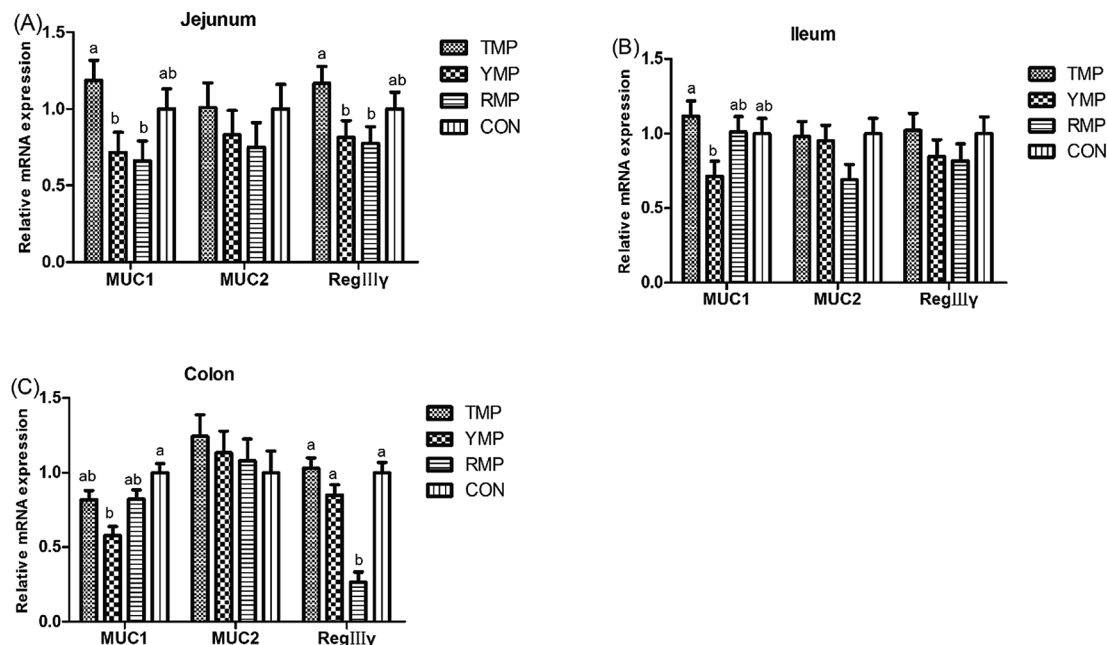 (A)
Jejunum
Relative mRNA expression
1.5
1.0
0.5
0.0
a
b
b
ab
a
b
b
ab
MUC1
MUC2
RegⅢγ
TMP
YMP
RMP
CON
(B)
Ileum
Relative mRNA expression
1.5
1.0
0.5
0.0
a
b
ab
ab
MUC1
MUC2
RegⅢγ
TMP
YMP
RMP
CON
(C)
Colon
Relative mRNA expression
1.5
1.0
0.5
0.0
ab
b
ab
a
a
a
b
a
MUC1
MUC2
RegⅢγ
TMP
YMP
RMP
CON